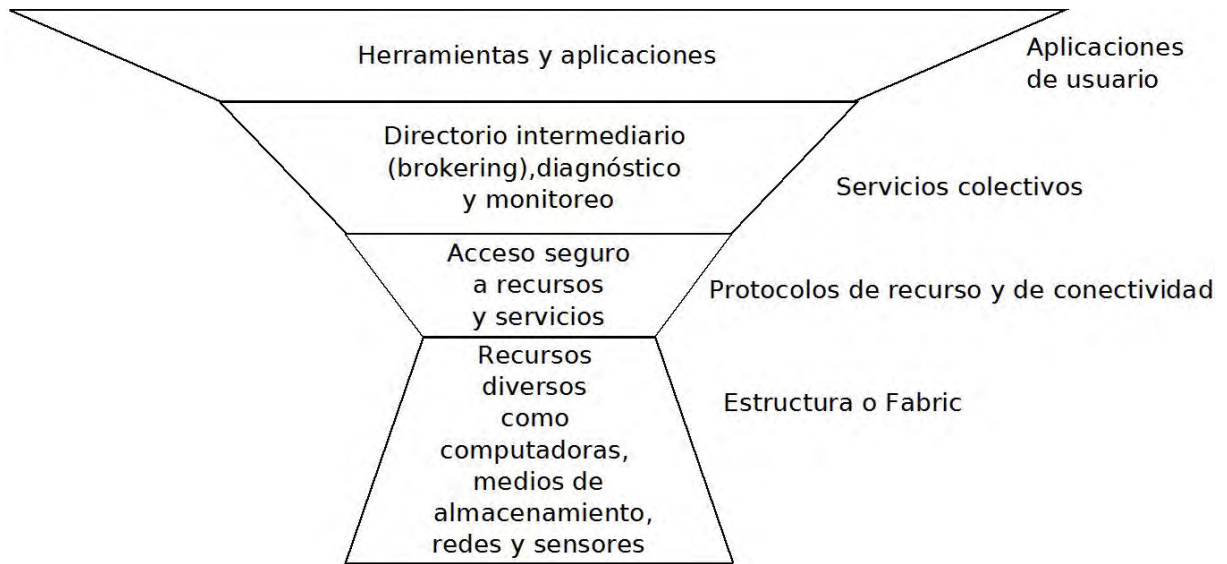 Herramientas y aplicaciones
Aplicaciones
de usuario
Directorio intermediario
(brokering),diagnóstico
y monitoreo
Servicios colectivos
Acceso seguro
a recursos
y servicios
Protocolos de recurso y de conectividad
Recursos
diversos
como
computadoras,
medios de
almacenamiento,
redes y sensores
Estructura o Fabric